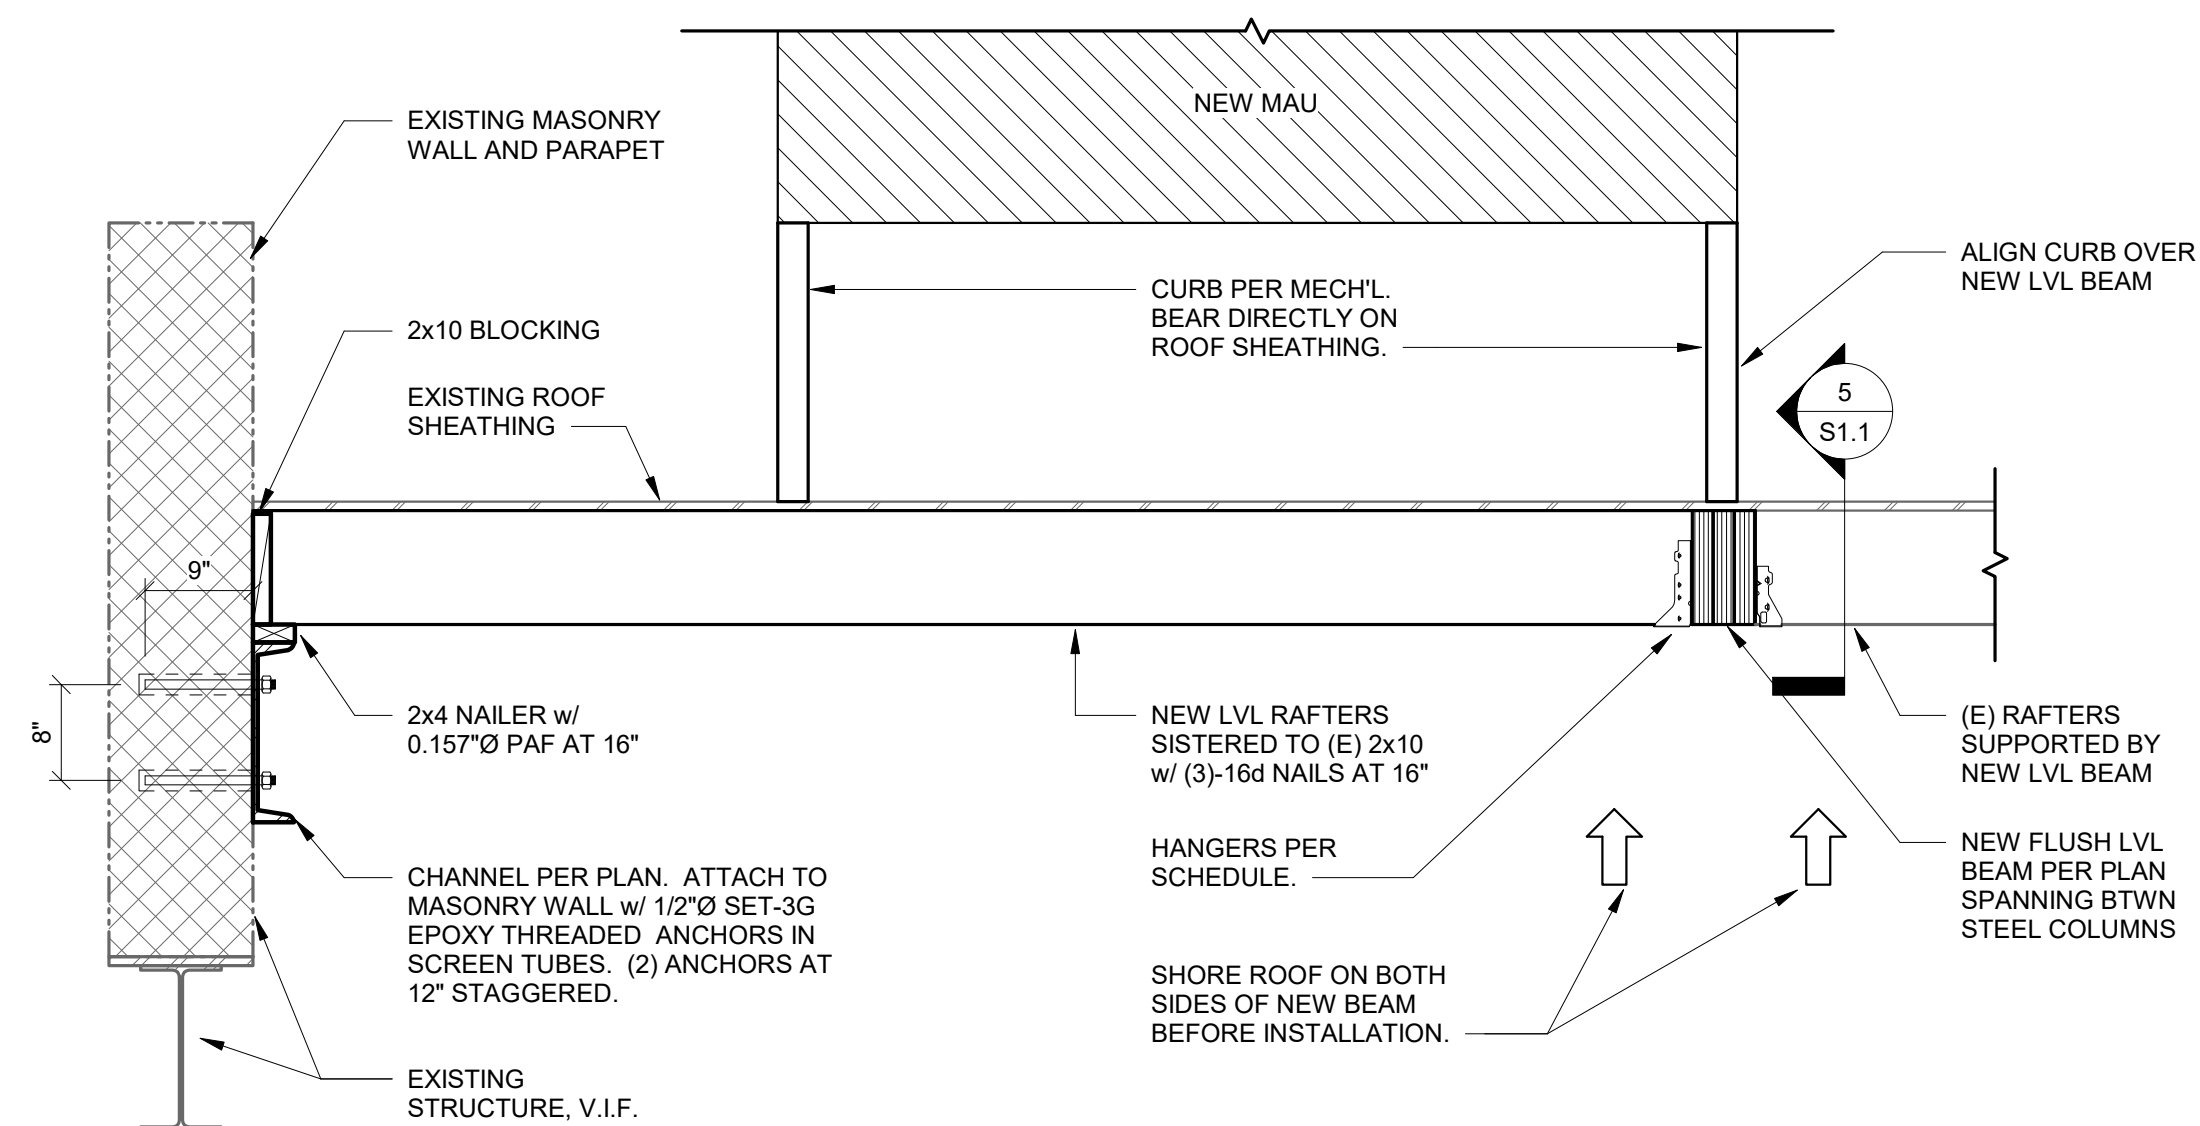 NEW MAU
EXISTING MASONRY
WALL AND PARAPET
ALIGN CURB OVER
NEW LVL BEAM
CURB PER MECH'L.
BEAR DIRECTLY ON
ROOF SHEATHING.
2x10 BLOCKING
EXISTING ROOF
SHEATHING
5
S1.1
9"
8"
2x4 NAILER w/
0.157"Ø PAF AT 16"
NEW LVL RAFTERS
SISTERED TO (E) 2x10
w/ (3)-16d NAILS AT 16"
(E) RAFTERS
SUPPORTED BY
NEW LVL BEAM
HANGERS PER
SCHEDULE.
NEW FLUSH LVL
BEAM PER PLAN
SPANNING BTWN
STEEL COLUMNS
CHANNEL PER PLAN. ATTACH TO
MASONRY WALL w/ 1/2"Ø SET-3G
EPOXY THREADED ANCHORS IN
SCREEN TUBES. (2) ANCHORS AT
12" STAGGERED.
SHORE ROOF ON BOTH
SIDES OF NEW BEAM
BEFORE INSTALLATION.
EXISTING
STRUCTURE, V.I.F.